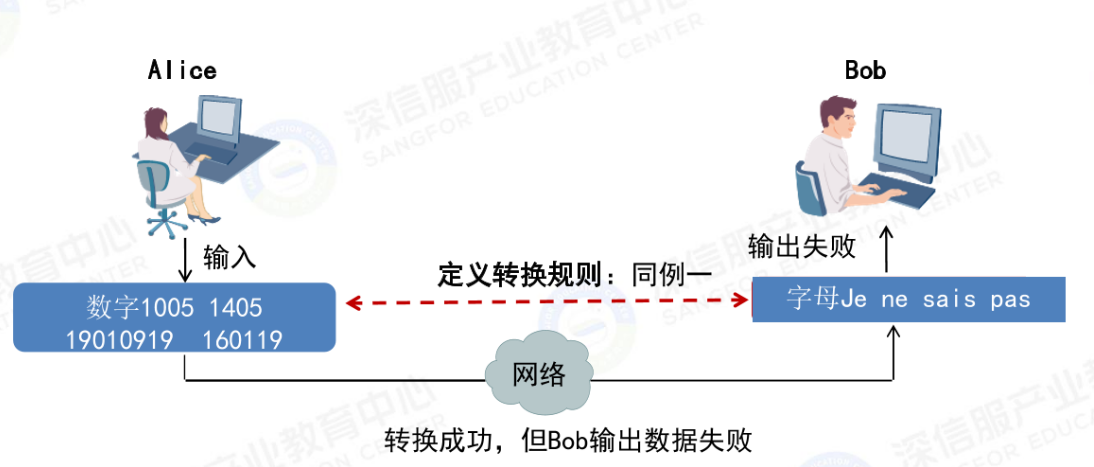 Alice
Bob
输入
输出失败
定义转换规则：同例一
数字1005 1405
19010919 160119
字母Je ne sais pas
网络
转换成功，但Bob输出数据失败
深信服产业教育中心
SANGFOR EDUCATION CENTER